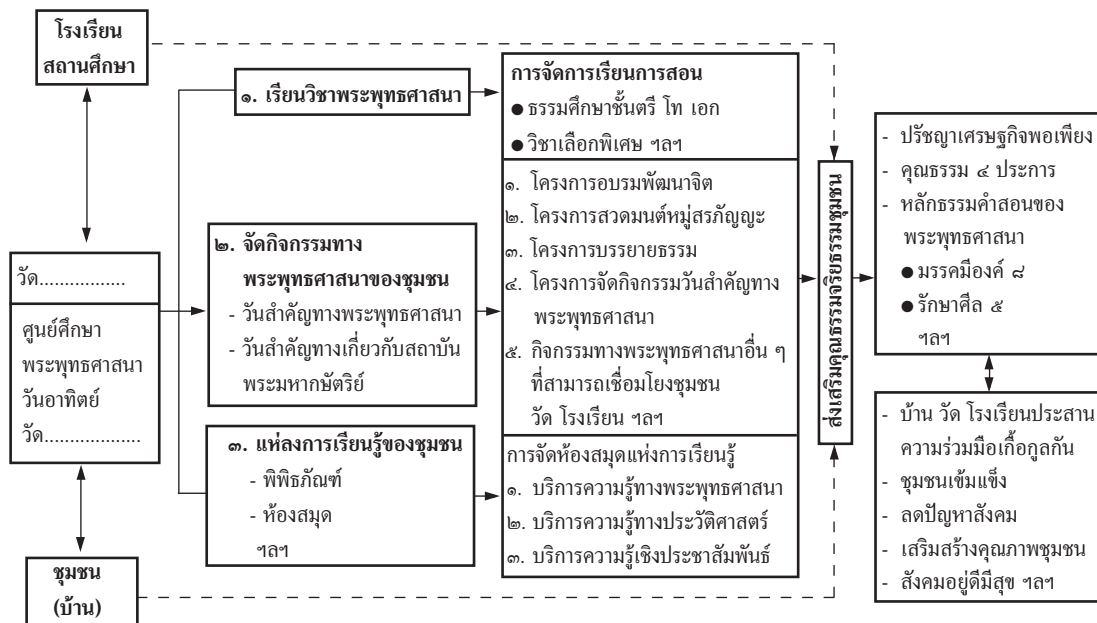 โรงเรียน
สถานศึกษา
วัด.................
ศูนย์ศึกษา
พระพุทธศาสนา
วันอาทิตย์
วัด....................
ชุมชน
(บ้าน)
๑. เรียนวิชาพระพุทธศาสนา
๒. จัดกิจกรรมทาง
พระพุทธศาสนาของชุมชน
- วันสำคัญทางพระพุทธศาสนา
- วันสำคัญทางเกี่ยวกับสถาบัน
พระมหากษัตริย์
๓. แหล่งการเรียนรู้ของชุมชน
- พิพิธภัณฑ์
- ห้องสมุด
ฯลฯ
การจัดการเรียนการสอน
● ธรรมศึกษาชั้นตรี โท เอก
● วิชาเลือกพิเศษ ฯลฯ
๑. โครงการอบรมพัฒนาจิต
๒. โครงการสวดมนต์หมู่สรภัญญะ
๓. โครงการบรรยายธรรม
๔. โครงการจัดกิจกรรมวันสำคัญทาง
พระพุทธศาสนา
๕. กิจกรรมทางพระพุทธศาสนาอื่น ๆ
ที่สามารถเชื่อมโยงชุมชน
วัด โรงเรียน ฯลฯ
การจัดห้องสมุดแห่งการเรียนรู้
๑. บริการความรู้ทางพระพุทธศาสนา
๒. บริการความรู้ทางประวัติศาสตร์
๓. บริการความรู้เชิงประชาสัมพันธ์
ส่งเสริมคุณธรรมจริยธรรมชุมชน
- ปรัชญาเศรษฐกิจพอเพียง
- คุณธรรม ๔ ประการ
- หลักธรรมคำสอนของ
พระพุทธศาสนา
● มรรคมีองค์ ๘
● รักษาศีล ๕
ฯลฯ
- บ้าน วัด โรงเรียนประสาน
ความร่วมมือเกื้อกูลกัน
- ชุมชนเข้มแข็ง
- ลดปัญหาสังคม
- เสริมสร้างคุณภาพชุมชน
- สังคมอยู่ดีมีสุข ฯลฯ